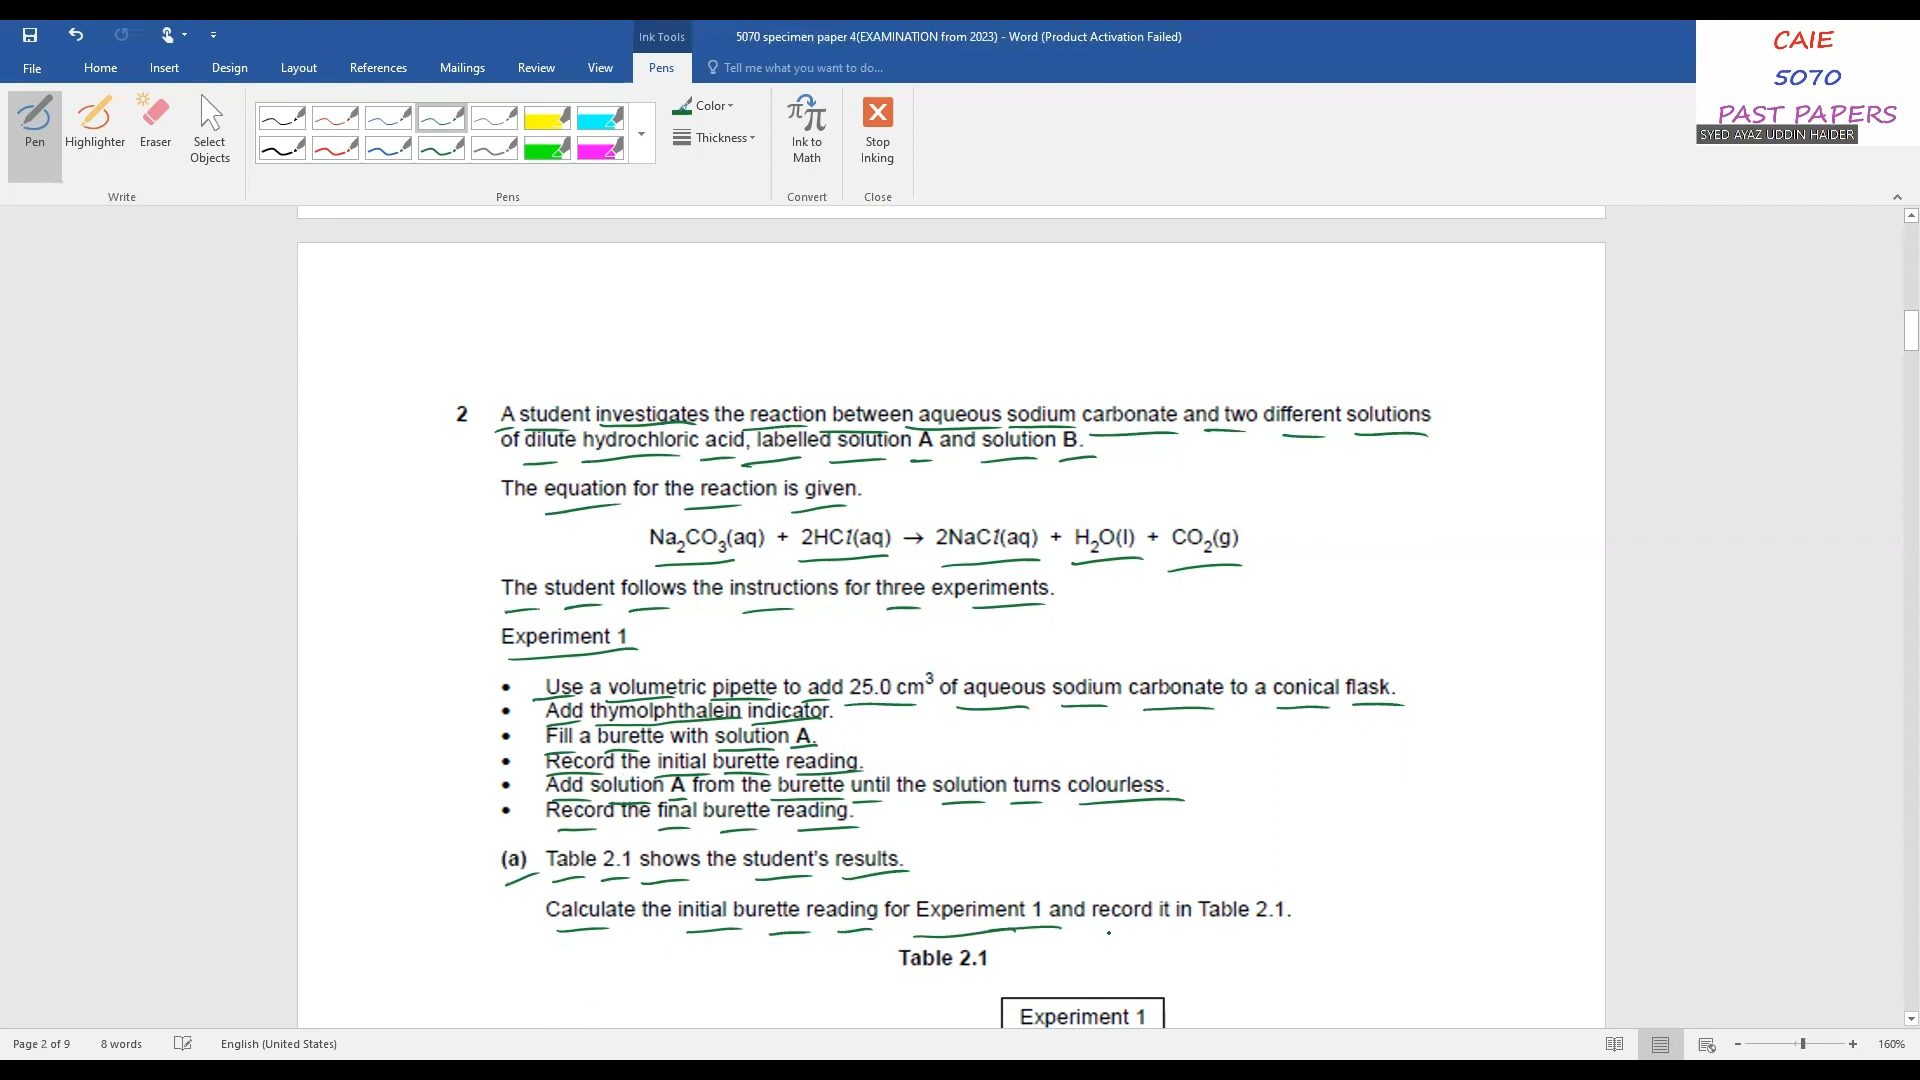 Ink Tools
5070 specimen paper 4(EXAMINATION from 2023) - Word (Product Activation Failed)
CAIE
5070
PAST PAPERS
SYED AYAZ UDDIN HAIDER
File Home Insert Design Layout References Mailings Review View Pens Tell me what you want to do...
Pen
Highlighter
Eraser
Select Objects
Color
Thickness
Ink to Math
Stop Inking
Write
Pens
Convert
Close
2 A student investigates the reaction between aqueous sodium carbonate and two different solutions
of dilute hydrochloric acid, labelled solution A and solution B.
The equation for the reaction is given.
Na₂CO₃(aq) + 2HCl(aq) → 2NaCl(aq) + H₂O(l) + CO₂(g)
The student follows the instructions for three experiments.
Experiment 1
• Use a volumetric pipette to add 25.0 cm³ of aqueous sodium carbonate to a conical flask.
• Add thymolphthalein indicator.
• Fill a burette with solution A.
• Record the initial burette reading.
• Add solution A from the burette until the solution turns colourless.
• Record the final burette reading.
(a) Table 2.1 shows the student's results.
Calculate the initial burette reading for Experiment 1 and record it in Table 2.1.
Table 2.1
Experiment 1
Page 2 of 9 8 words English (United States) 160%